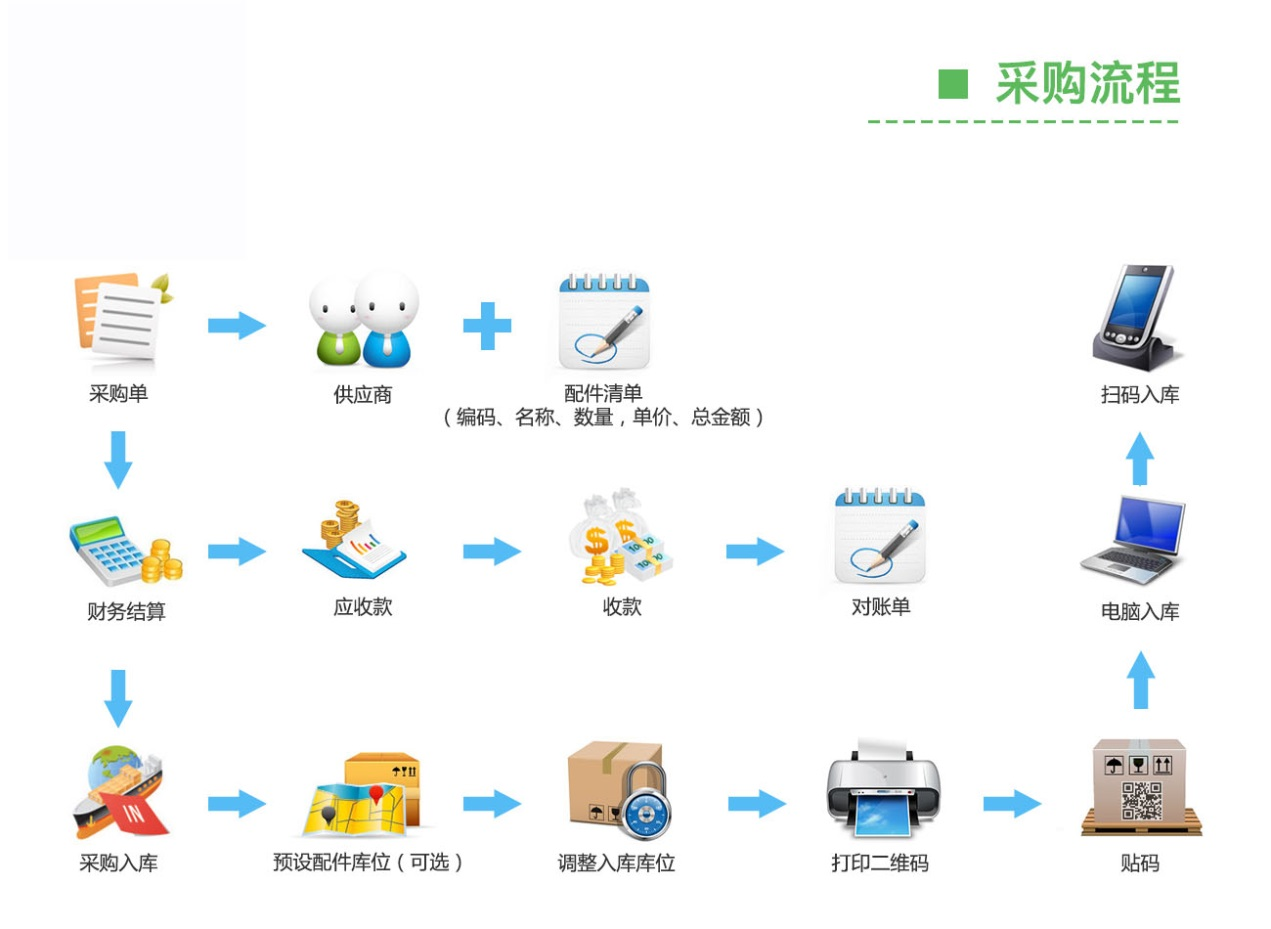 采购流程
采购单
供应商
配件清单
（编码、名称、数量，单价、总金额）
扫码入库
财务结算
应收款
收款
对账单
电脑入库
采购入库
预设配件库位（可选）
调整入库库位
打印二维码
贴码
IN